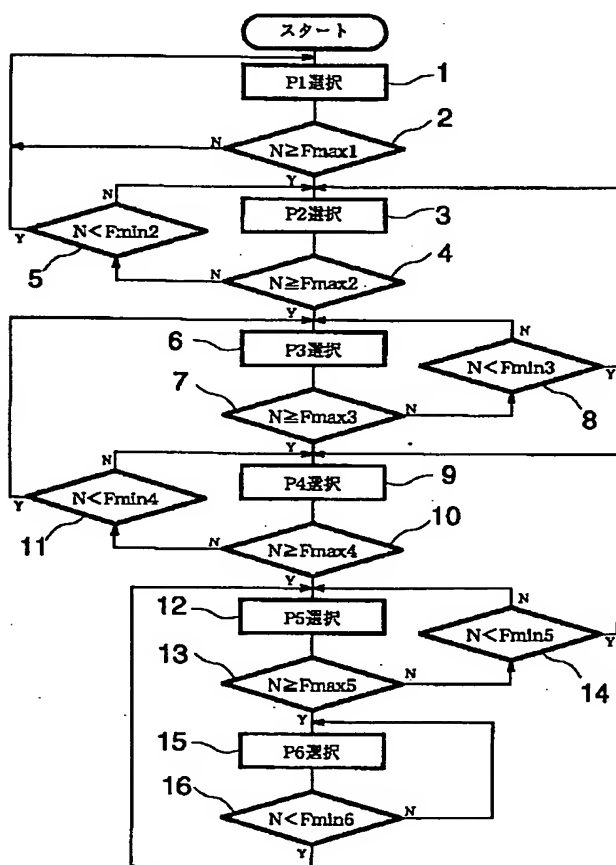 スタート
P1選択
1
2
N≥Fmax1
N
Y
N
P2選択
3
N<Fmin2
Y
5
4
N≧Fmax2
N
Y
6
P3選択
N
N<Fmin3
Y
8
7
N≧Fmax3
N
Y
N
P4選択
9
N<Fmin4
Y
11
10
N≧Fmax4
N
Y
12
P5選択
N
N<Fmin5
Y
14
13
N≧Fmax5
N
Y
15
P6選択
16
N<Fmin6
N
Y